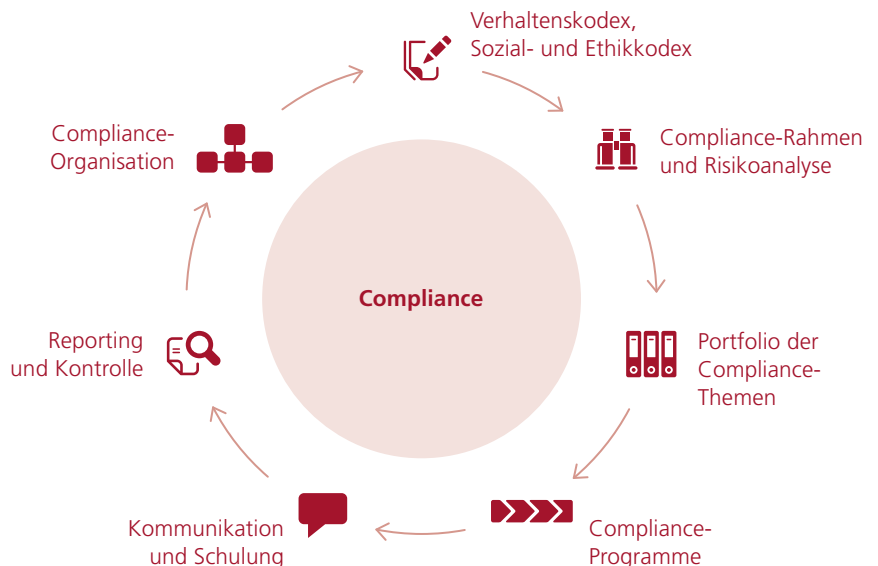 Verhaltenskodex,
Sozial- und Ethikkodex
Compliance-Rahmen
und Risikoanalyse
Portfolio der
Compliance-
Themen
Compliance-
Programme
Kommunikation
und Schulung
Reporting
und Kontrolle
Compliance-
Organisation
Compliance